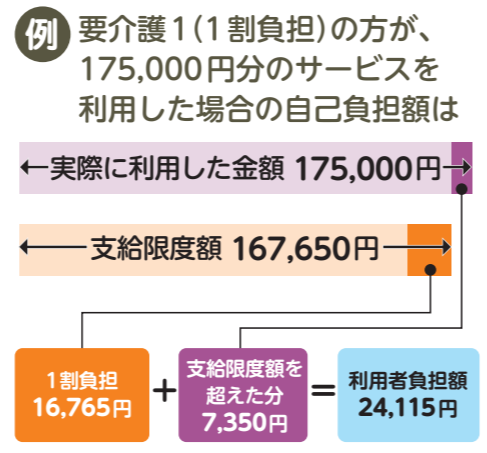 例
要介護1(1割負担)の方が、
175,000円分のサービスを
利用した場合の自己負担額は
実際に利用した金額 175,000円
支給限度額 167,650円
1割負担
16,765円
+
支給限度額を
超えた分
7,350円
=
利用者負担額
24,115円